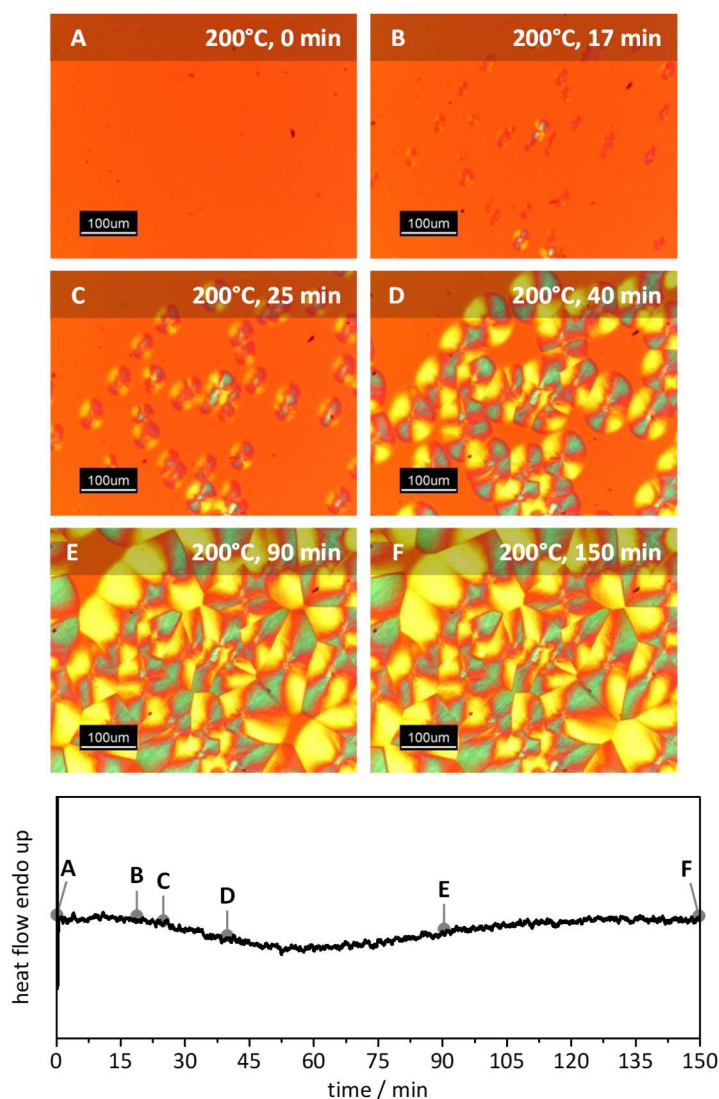 A 200°C, 0 min
B 200°C, 17 min
100um
100um
C 200°C, 25 min
D 200°C, 40 min
100um
100um
E 200°C, 90 min
F 200°C, 150 min
100um
100um
heat flow endo up
A
B
C
D
E
F
0 15 30 45 60 75 90 105 120 135 150
time / min